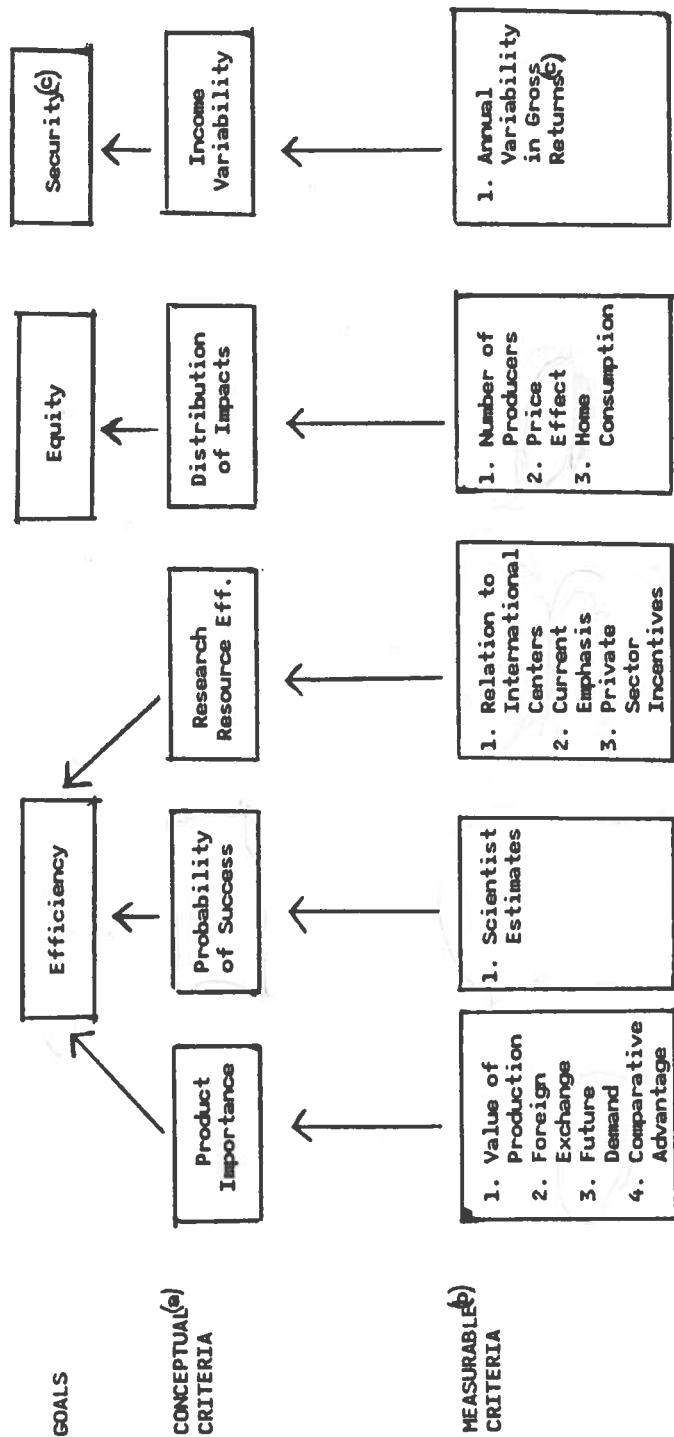 GOALS
Efficiency
Equity
Security(c)
CONCEPTUAL(a)
CRITERIA
Product
Importance
Probability
of Success
Research
Resource Eff.
Distribution
of Impacts
Income
Variability
MEASURABLE(b)
CRITERIA
1. Value of
Production
2. Foreign
Exchange
3. Future
Demand
4. Comparative
Advantage
1. Scientist
Estimates
1. Relation to
International
Centers
2. Current
Emphasis
3. Private
Sector
Incentives
1. Number of
Producers
2. Price
Effect
3. Home
Consumption
1. Annual
Variability
in Gross
Returns(c)